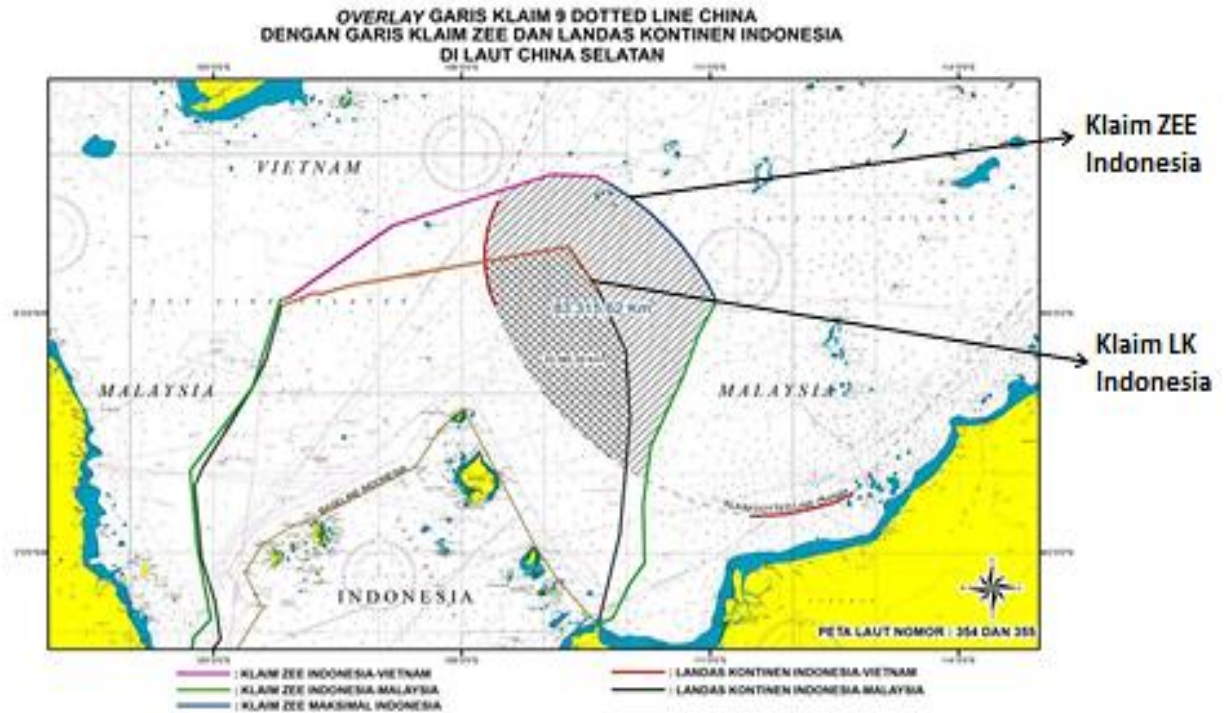 OVERLAY GARIS KLAIM 9 DOTTED LINE CHINA
DENGAN GARIS KLAIM ZEE DAN LANDAS KONTINEN INDONESIA
DI LAUT CHINA SELATAN
Klaim ZEE
Indonesia
VIETNAM
Klaim LK
Indonesia
MALAYSIA
MALAYSIA
BASELINE INDONESIA
INDONESIA
PETA LAUT NOMOR : 354 DAN 355
: KLAIM ZEE INDONESIA-VIETNAM
: LANDAS KONTINEN INDONESIA-VIETNAM
: KLAIM ZEE INDONESIA-MALAYSIA
: LANDAS KONTINEN INDONESIA-MALAYSIA
: KLAIM ZEE MAKSIMAL INDONESIA